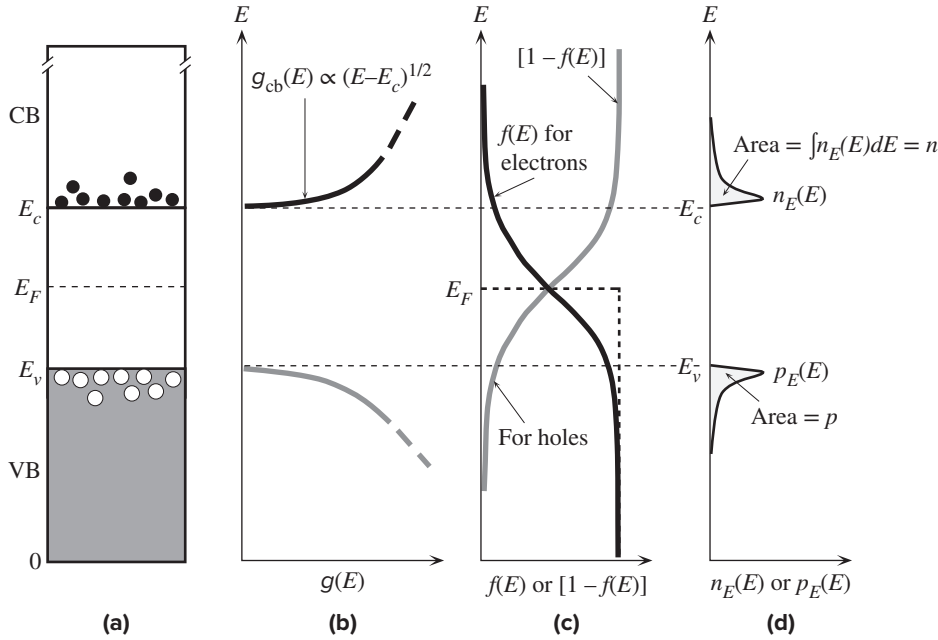 E
E
E
E
CB
g_cb(E) ∝ (E–E_c)^1/2
[1 – f(E)]
f(E) for
electrons
Area = ∫n_E(E)dE = n
n_E(E)
E_c
E_c
E_F
E_F
E_v
E_v
p_E(E)
Area = p
For holes
VB
0
g(E)
f(E) or [1 – f(E)]
n_E(E) or p_E(E)
(a)
(b)
(c)
(d)